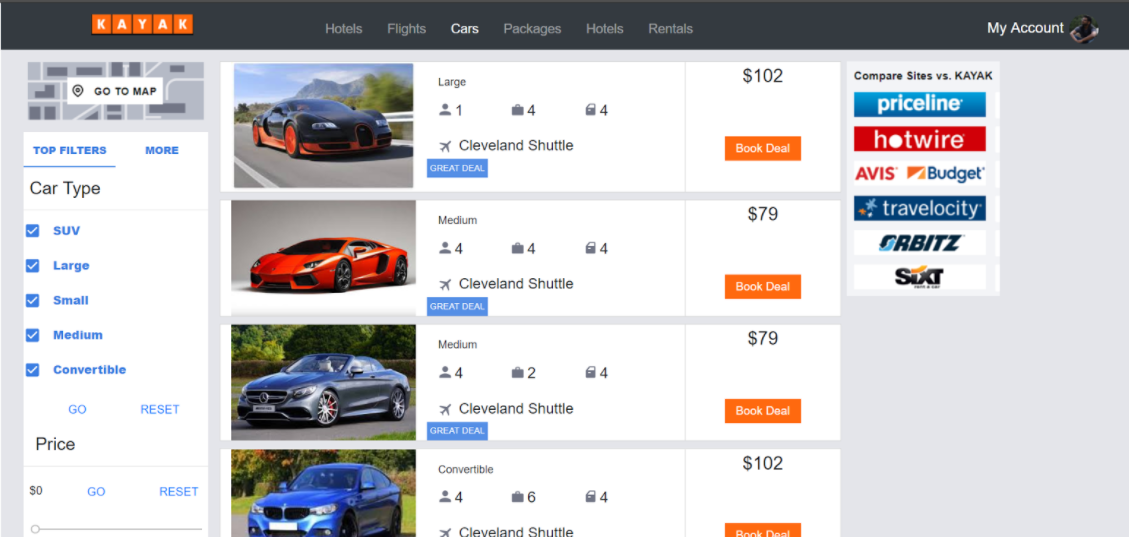 KAYAK
Hotels Flights Cars Packages Hotels Rentals
My Account
GO TO MAP
TOP FILTERS MORE
Car Type
SUV
Large
Small
Medium
Convertible
GO RESET
Price
$0 GO RESET
Large
1 4 4
Cleveland Shuttle
GREAT DEAL
$102
Book Deal
Medium
4 4 4
Cleveland Shuttle
GREAT DEAL
$79
Book Deal
Medium
4 2 4
Cleveland Shuttle
GREAT DEAL
$79
Book Deal
Convertible
4 6 4
Cleveland Shuttle
$102
Book Deal
Compare Sites vs. KAYAK
priceline
hotwire
AVIS Budget
travelocity
ORBITZ
SiXT